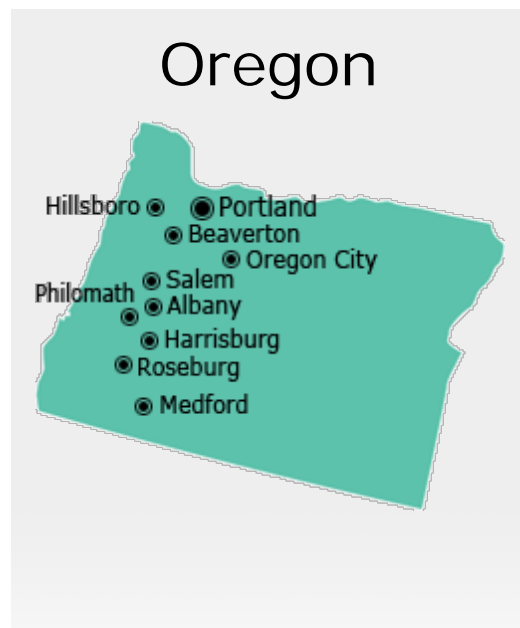 Oregon
Hillsboro
Portland
Beaverton
Oregon City
Salem
Philomath
Albany
Harrisburg
Roseburg
Medford